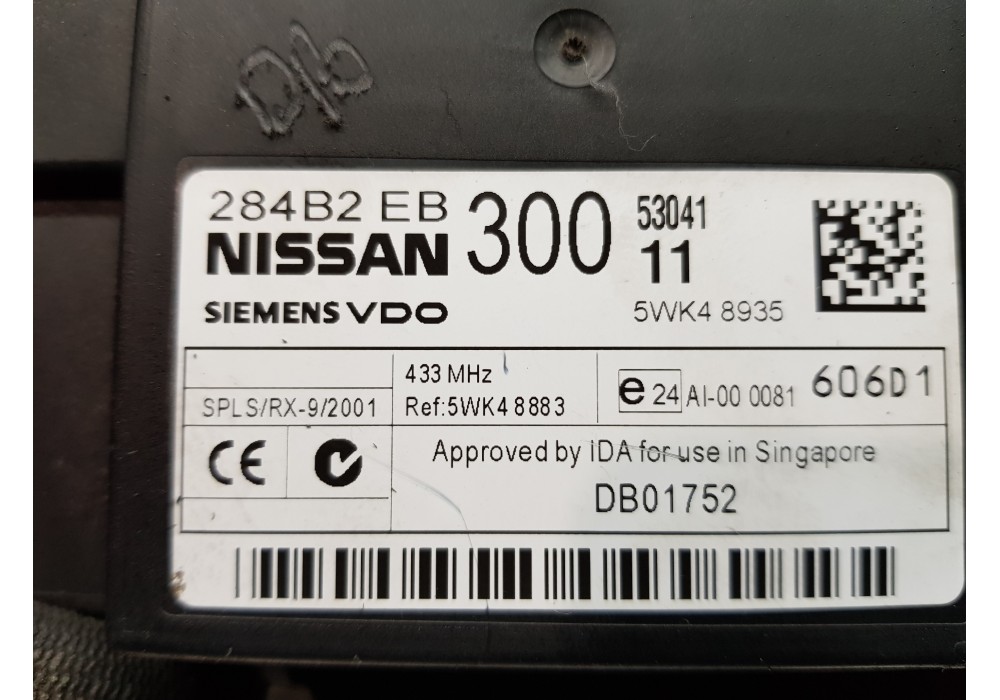 284B2 EB 300 53041
NISSAN 11
SIEMENS VDO 5WK4 8935
433 MHz
SPLS/RX-9/2001 Ref:5WK4 8883 e 24 AI-00 0081 606D1
CE Approved by IDA for use in Singapore
DB01752